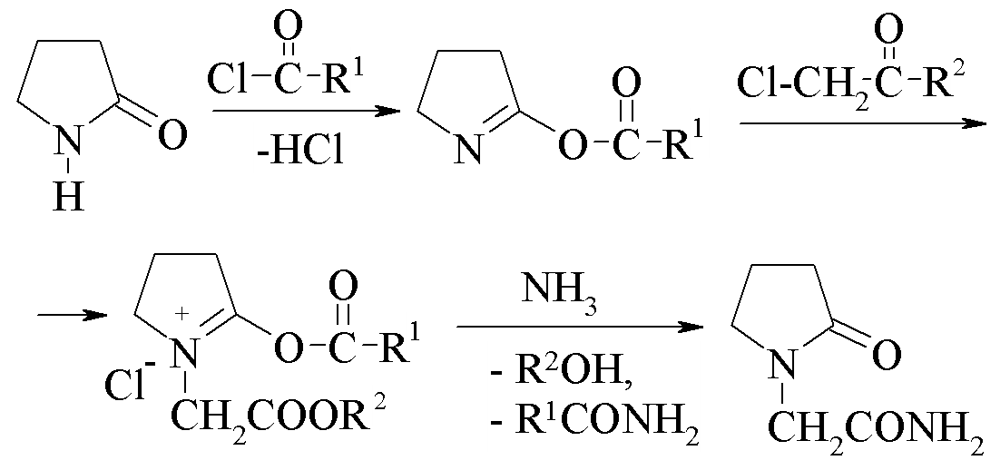 O
Cl-C-R¹
-HCl
N
H
O
N
O-C-R¹
O
Cl-CH₂-C-R²
O
N
+
Cl⁻
O-C-R¹
O
CH₂COOR²
NH₃
- R²OH,
- R¹CONH₂
N
O
CH₂CONH₂